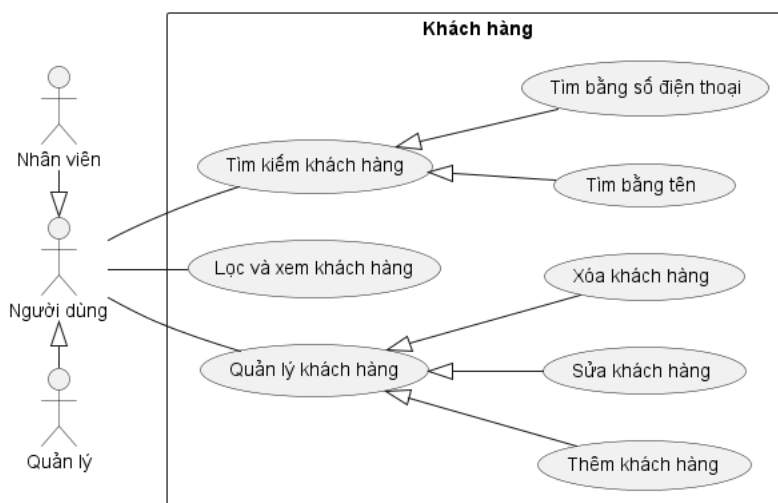 Khách hàng
Tìm bằng số điện thoại
Nhân viên
Tìm kiếm khách hàng
Tìm bằng tên
Lọc và xem khách hàng
Xóa khách hàng
Người dùng
Quản lý khách hàng
Sửa khách hàng
Quản lý
Thêm khách hàng